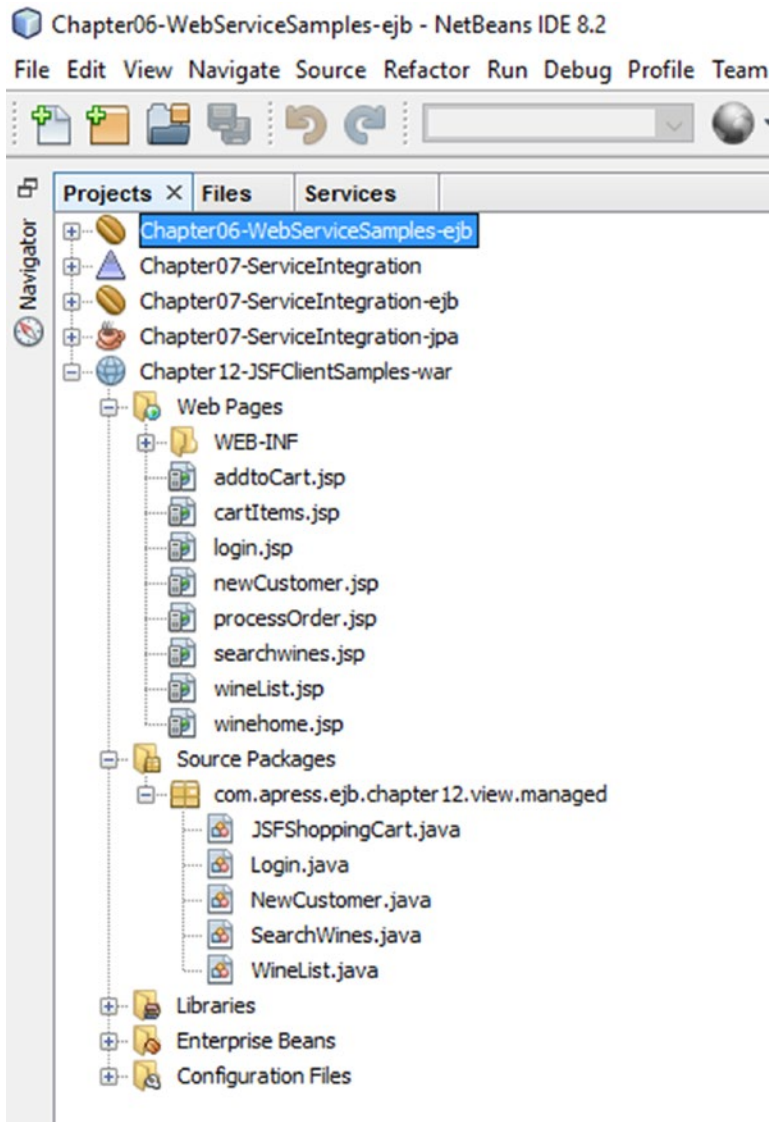 Chapter06-WebServiceSamples-ejb - NetBeans IDE 8.2
File Edit View Navigate Source Refactor Run Debug Profile Team
Projects × Files Services
Navigator
Chapter06-WebServiceSamples-ejb
Chapter07-ServiceIntegration
Chapter07-ServiceIntegration-ejb
Chapter07-ServiceIntegration-jpa
Chapter12-JSFClientSamples-war
Web Pages
WEB-INF
addtoCart.jsp
cartItems.jsp
login.jsp
newCustomer.jsp
processOrder.jsp
searchwines.jsp
wineList.jsp
winehome.jsp
Source Packages
com.apress.ejb.chapter12.view.managed
JSFShoppingCart.java
Login.java
NewCustomer.java
SearchWines.java
WineList.java
Libraries
Enterprise Beans
Configuration Files